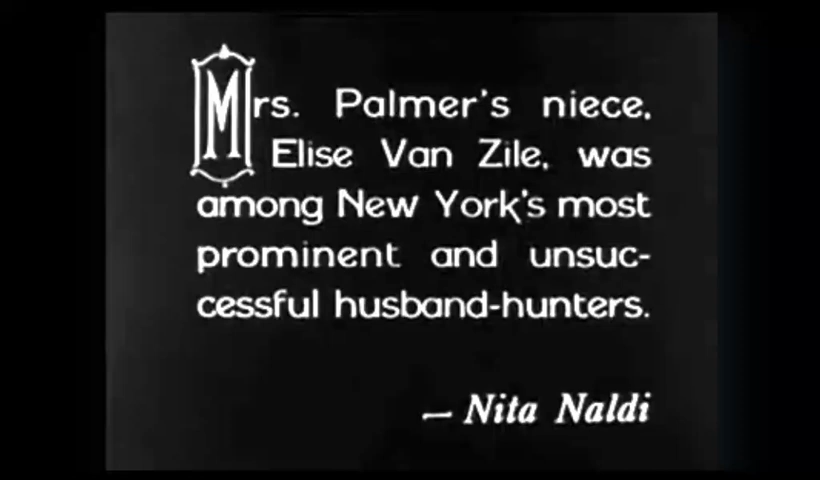 Mrs. Palmer's niece,
Elise Van Zile, was
among New York's most
prominent and unsuc-
cessful husband-hunters.
— Nita Naldi